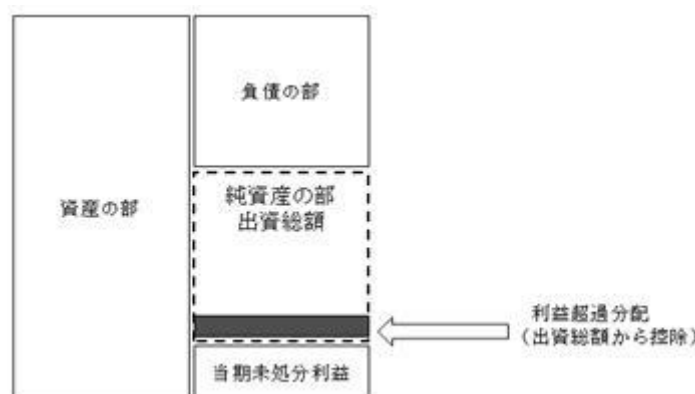 負債の部
資産の部
純資産の部
出資総額
利益超過分配
（出資総額から控除）
当期未処分利益